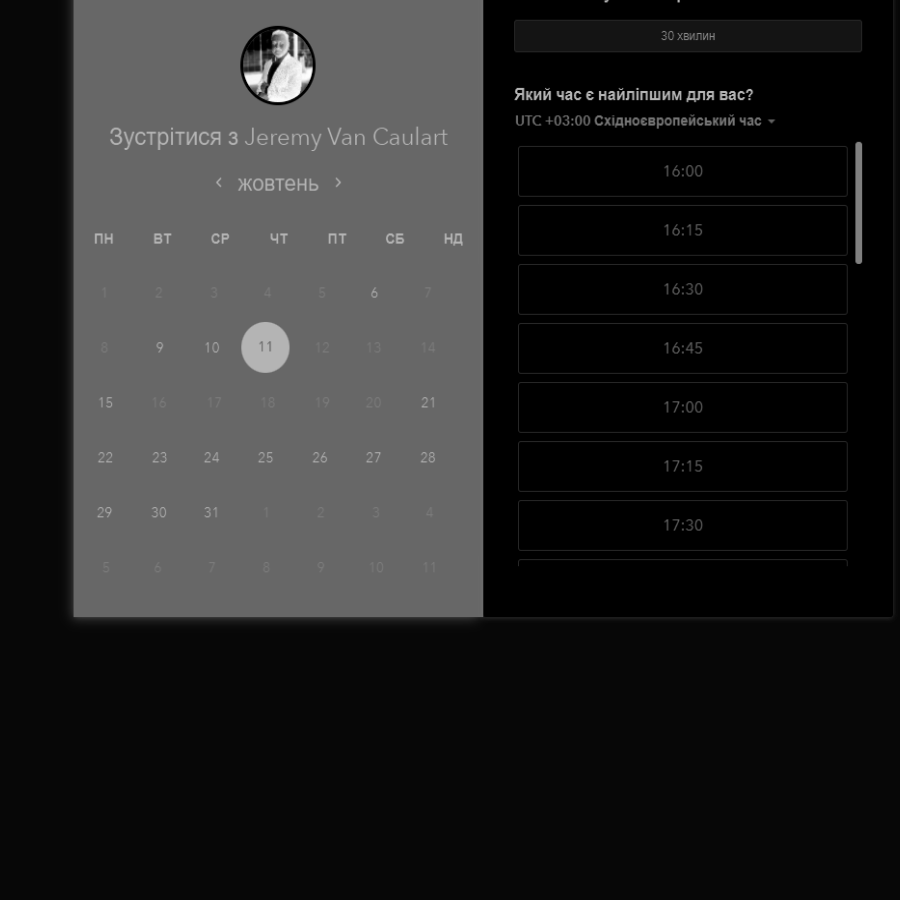 Зустрітися з Jeremy Van Caulart
жовтень
ПН ВТ СР ЧТ ПТ СБ НД
1 2 3 4 5 6 7
8 9 10 11 12 13 14
15 16 17 18 19 20 21
22 23 24 25 26 27 28
29 30 31 1 2 3 4
5 6 7 8 9 10 11
30 хвилин
Який час є найліпшим для вас?
UTC +03:00 Східноєвропейський час
16:00
16:15
16:30
16:45
17:00
17:15
17:30